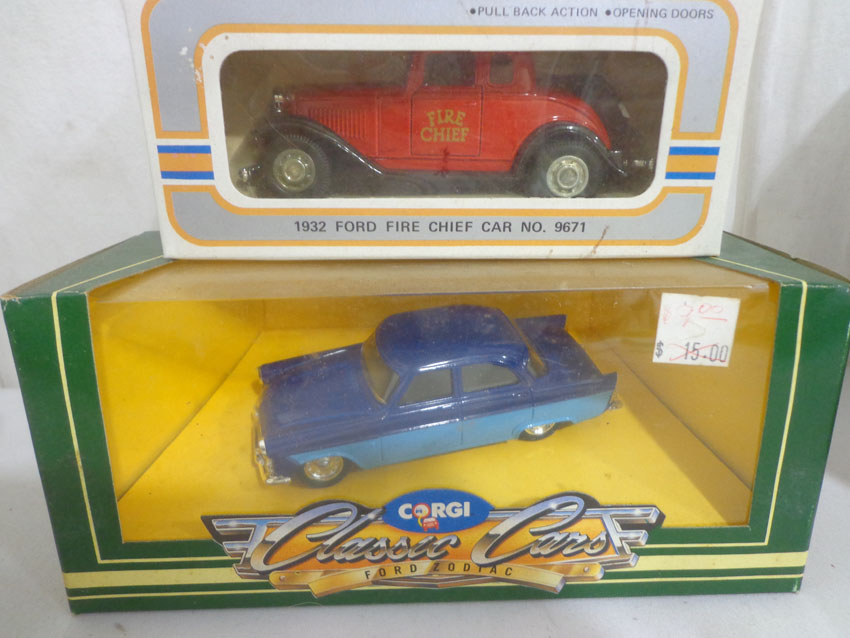 •PULL BACK ACTION •OPENING DOORS
FIRE
CHIEF
1932 FORD FIRE CHIEF CAR NO. 9671
$ 15.00
CORGI
Classic Cars
FORD ZODIAC